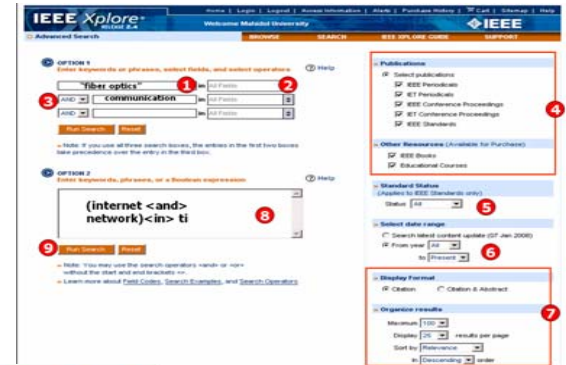 IEEE Xplore®
RELEASE 2.4
Home | Login | Logout | Access Information | Alerts | Purchase History | Cart | Sitemap | Help
Welcome Mahidol University
IEEE
Advanced Search
BROWSE SEARCH IEEE XPLORE GUIDE SUPPORT
OPTION 1
Enter keywords or phrases, select fields, and select operators
Help
"fiber optics" 1 in All Fields 2
3 AND communication in All Fields
AND in All Fields
Run Search Reset
» Note: If you use all three search boxes, the entries in the first two boxes
take precedence over the entry in the third box.
OPTION 2
Enter keywords, phrases, or a Boolean expression
Help
(internet <and>
network)<in> ti
8
9
Run Search Reset
» Note: You may use the search operators <and> or <or>
without the start and end brackets <>.
» Learn more about Field Codes, Search Examples, and Search Operators
» Publications
Select publications
IEEE Periodicals
IET Periodicals
IEEE Conference Proceedings
IET Conference Proceedings
IEEE Standards
4
» Other Resources (Available for Purchase)
IEEE Books
Educational Courses
» Standard Status
(Applies to IEEE Standards only)
Status All 5
» Select date range
Search latest content update (07 Jan 2008)
From year All 6
to Present
» Display Format
Citation Citation & Abstract
7
» Organize results
Maximum 100
Display 25 results per page
Sort by Relevance
In Descending order